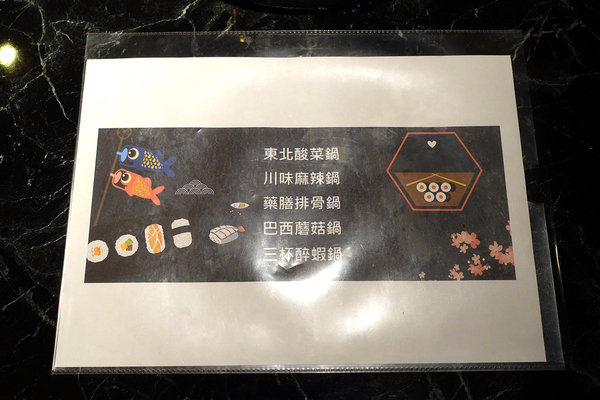 東北酸菜鍋
川味麻辣鍋
藥膳排骨鍋
巴西蘑菇鍋
三杯醉蝦鍋